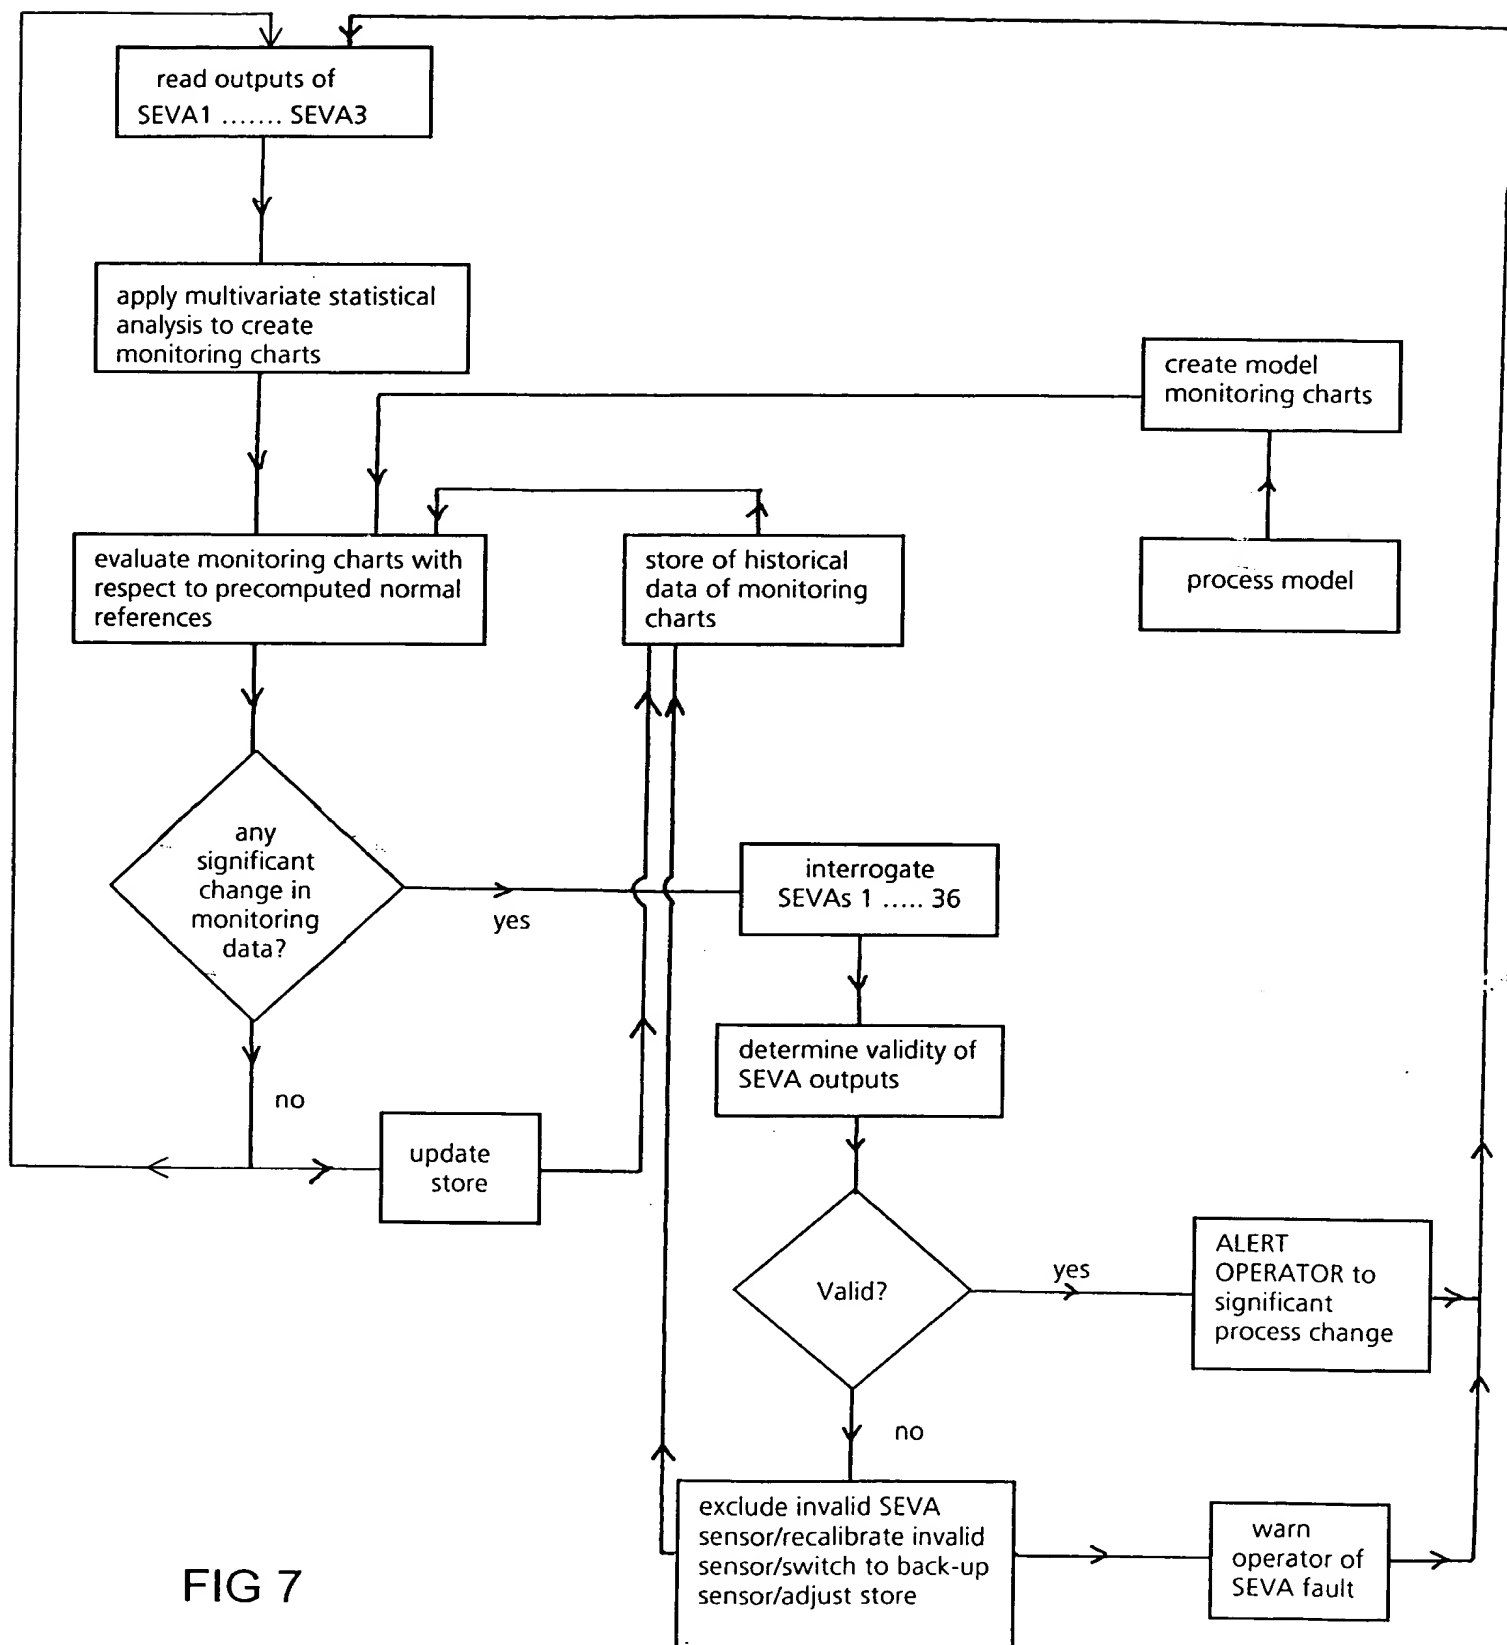 read outputs of
SEVA1 ....... SEVA3
apply multivariate statistical
analysis to create
monitoring charts
create model
monitoring charts
evaluate monitoring charts with
respect to precomputed normal
references
store of historical
data of monitoring
charts
process model
any
significant
change in
monitoring
data?
yes
interrogate
SEVAs 1 ..... 36
determine validity of
SEVA outputs
no
update
store
Valid?
yes
ALERT
OPERATOR to
significant
process change
no
exclude invalid SEVA
sensor/recalibrate invalid
sensor/switch to back-up
sensor/adjust store
warn
operator of
SEVA fault
FIG 7